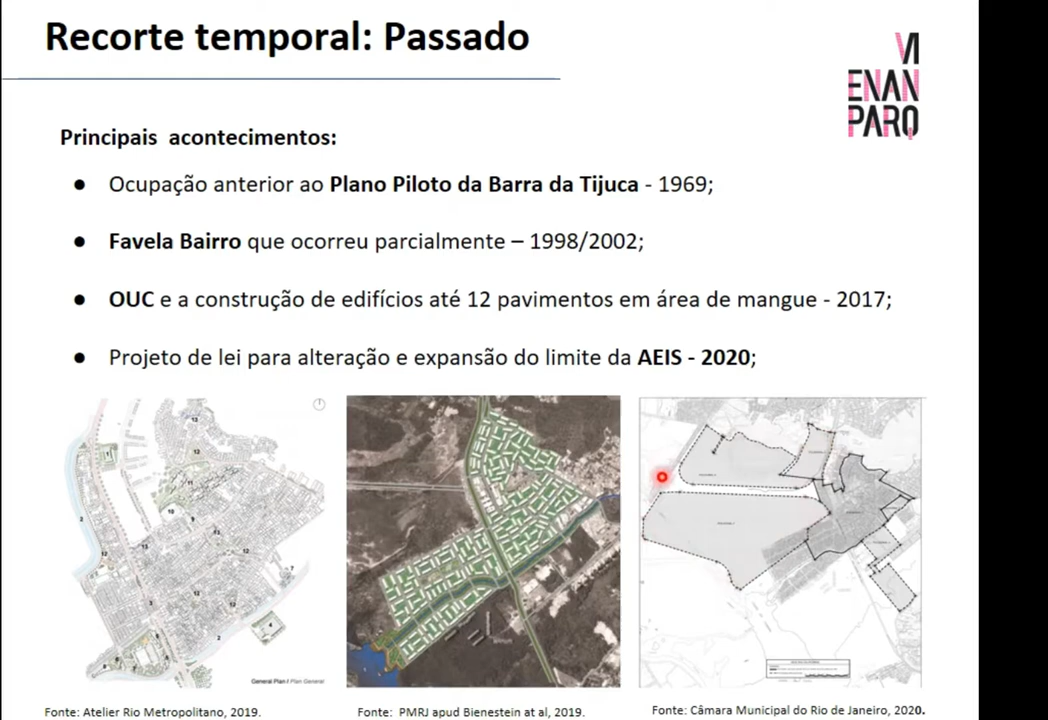 Recorte temporal: Passado
VI
ENAN
PARQ
Principais acontecimentos:
● Ocupação anterior ao Plano Piloto da Barra da Tijuca - 1969;
● Favela Bairro que ocorreu parcialmente – 1998/2002;
● OUC e a construção de edifícios até 12 pavimentos em área de mangue - 2017;
● Projeto de lei para alteração e expansão do limite da AEIS - 2020;
General Plan / Plan General
Fonte: Atelier Rio Metropolitano, 2019.
Fonte: PMRJ apud Bienestein at al, 2019.
Fonte: Câmara Municipal do Rio de Janeiro, 2020.